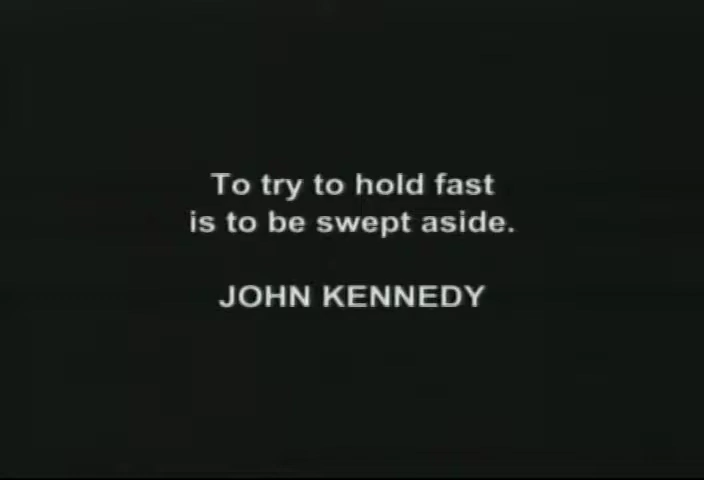 To try to hold fast
is to be swept aside.
JOHN KENNEDY